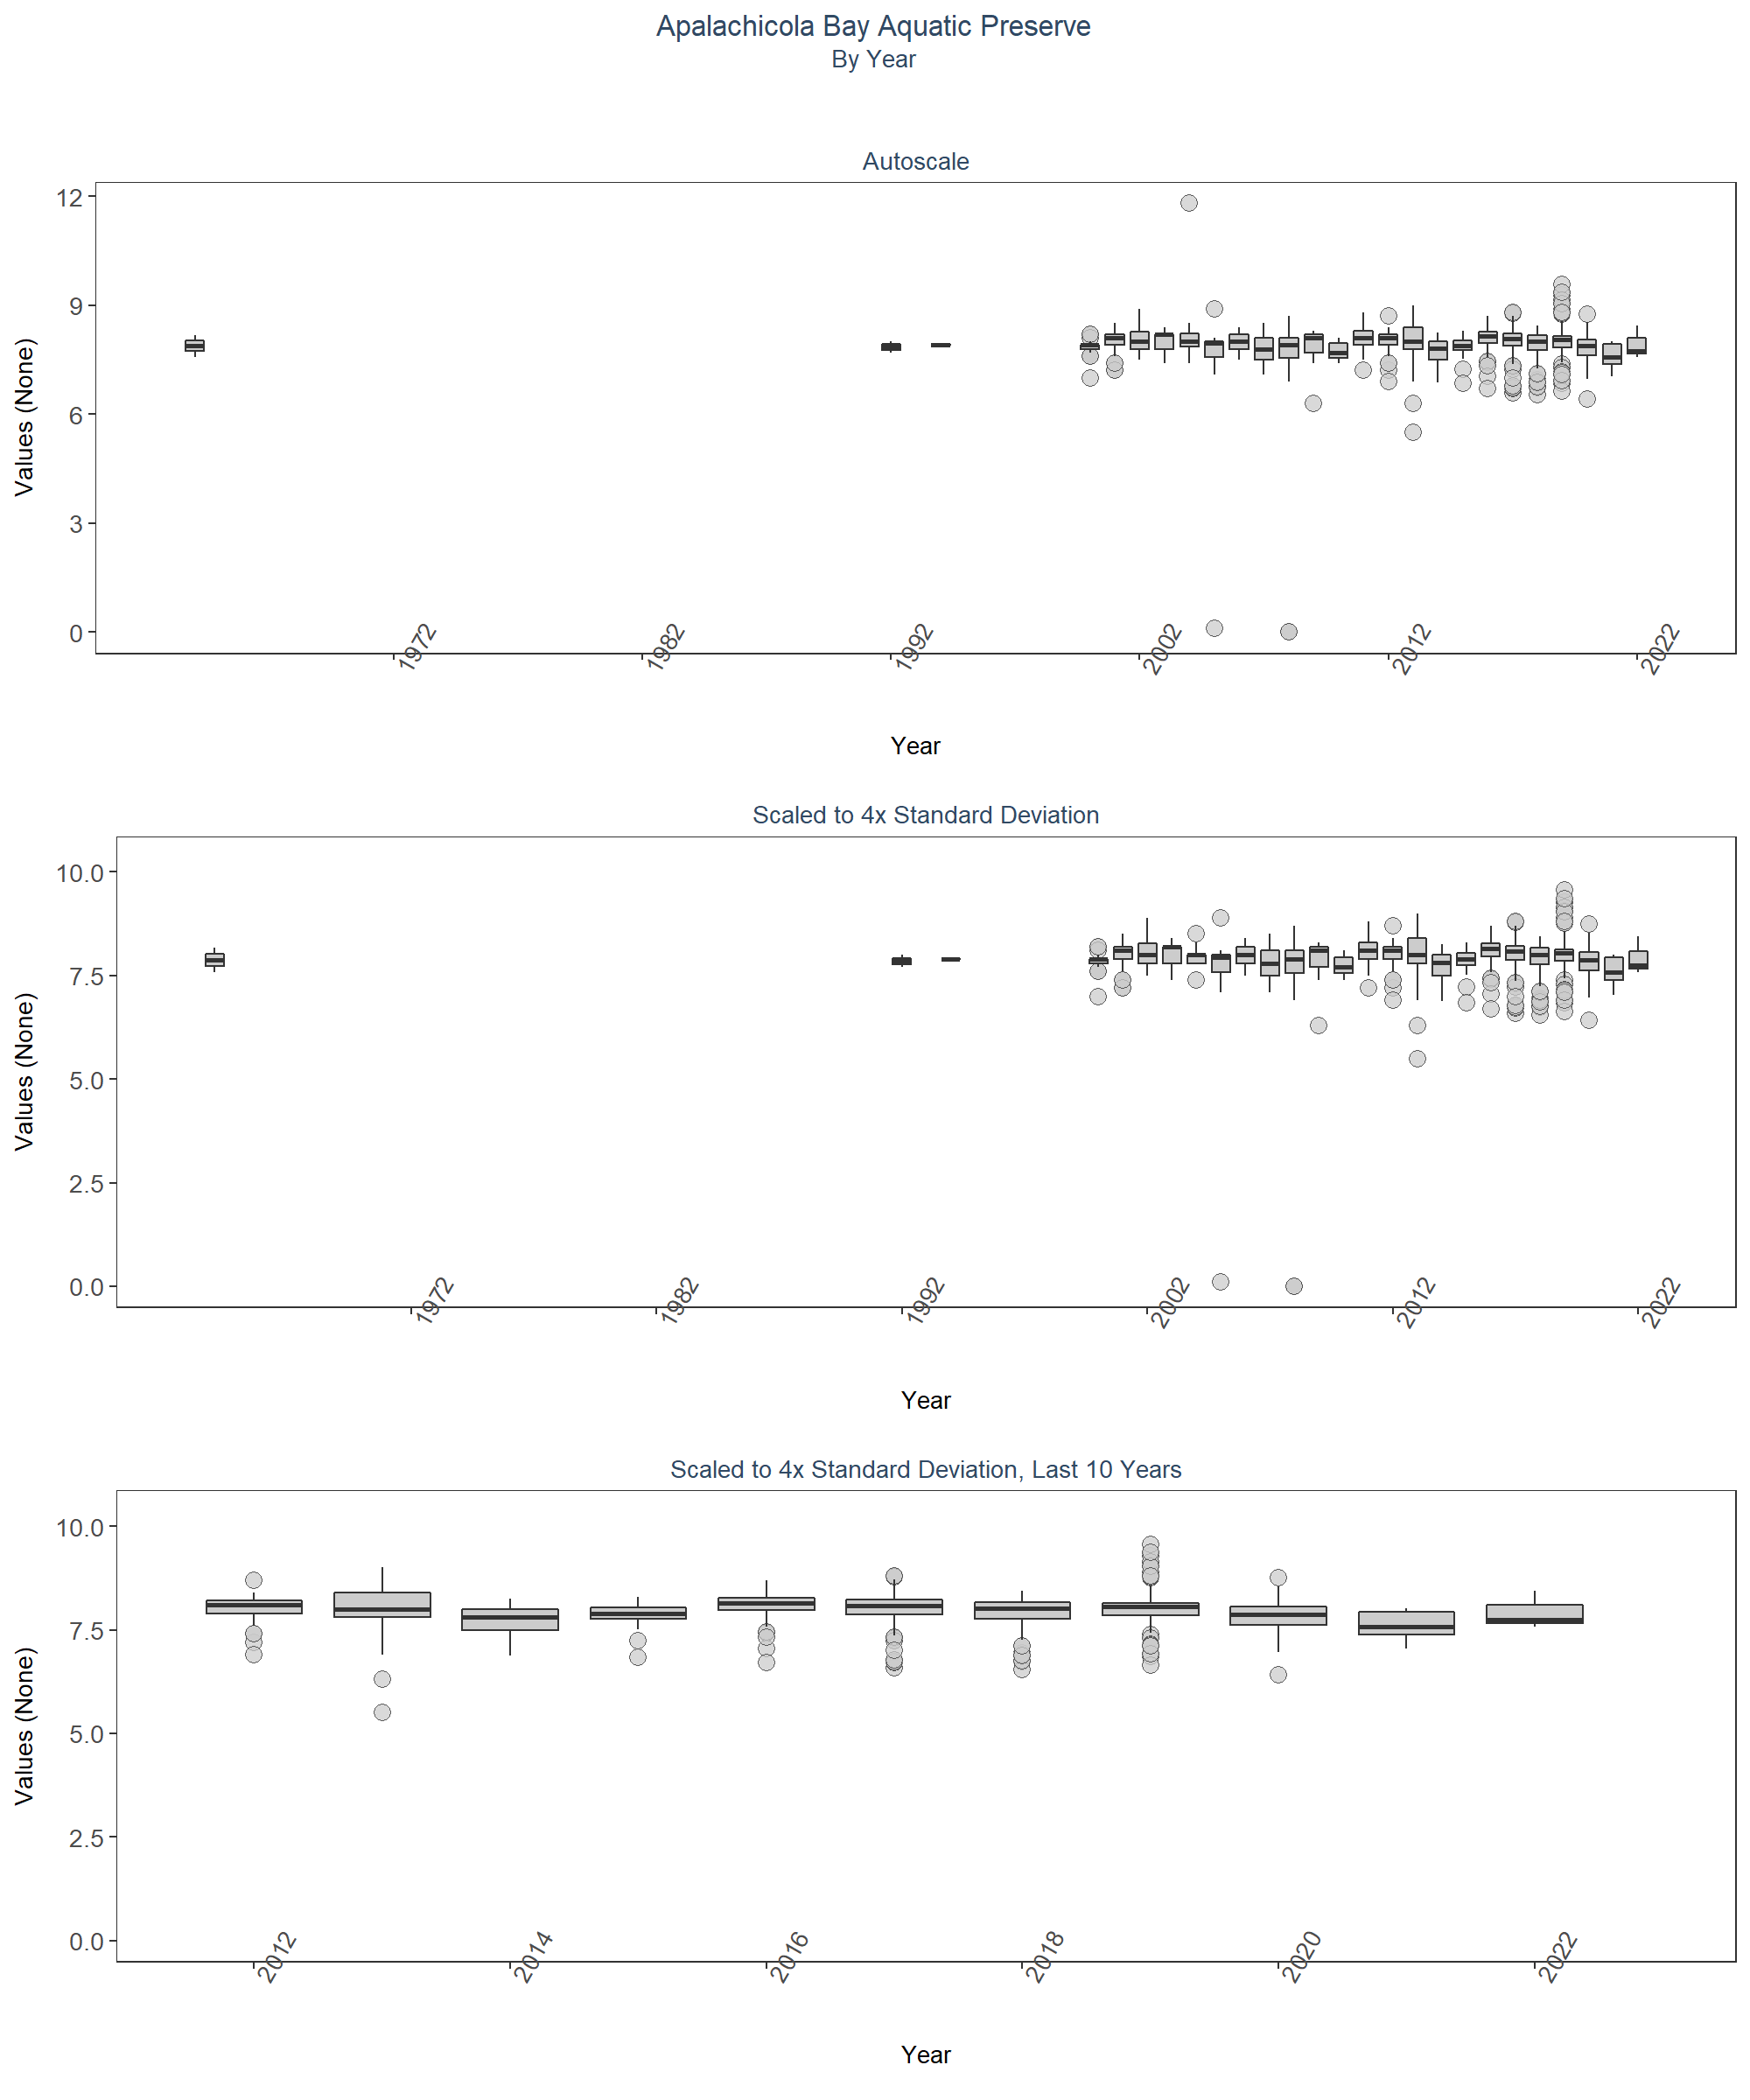 Apalachicola Bay Aquatic Preserve
By Year
Autoscale
Values (None)
12
9
6
3
0
1972 1982 1992 2002 2012 2022
Year
Scaled to 4x Standard Deviation
Values (None)
10.0
7.5
5.0
2.5
0.0
1972 1982 1992 2002 2012 2022
Year
Scaled to 4x Standard Deviation, Last 10 Years
Values (None)
10.0
7.5
5.0
2.5
0.0
2012 2014 2016 2018 2020 2022
Year